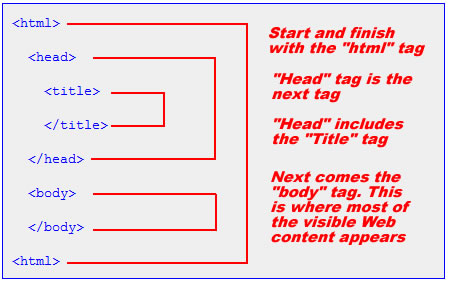 <html>
<head>
<title>
</title>
</head>
<body>
</body>
<html>
Start and finish
with the "html" tag
"Head" tag is the
next tag
"Head" includes
the "Title" tag
Next comes the
"body" tag. This
is where most of
the visible Web
content appears